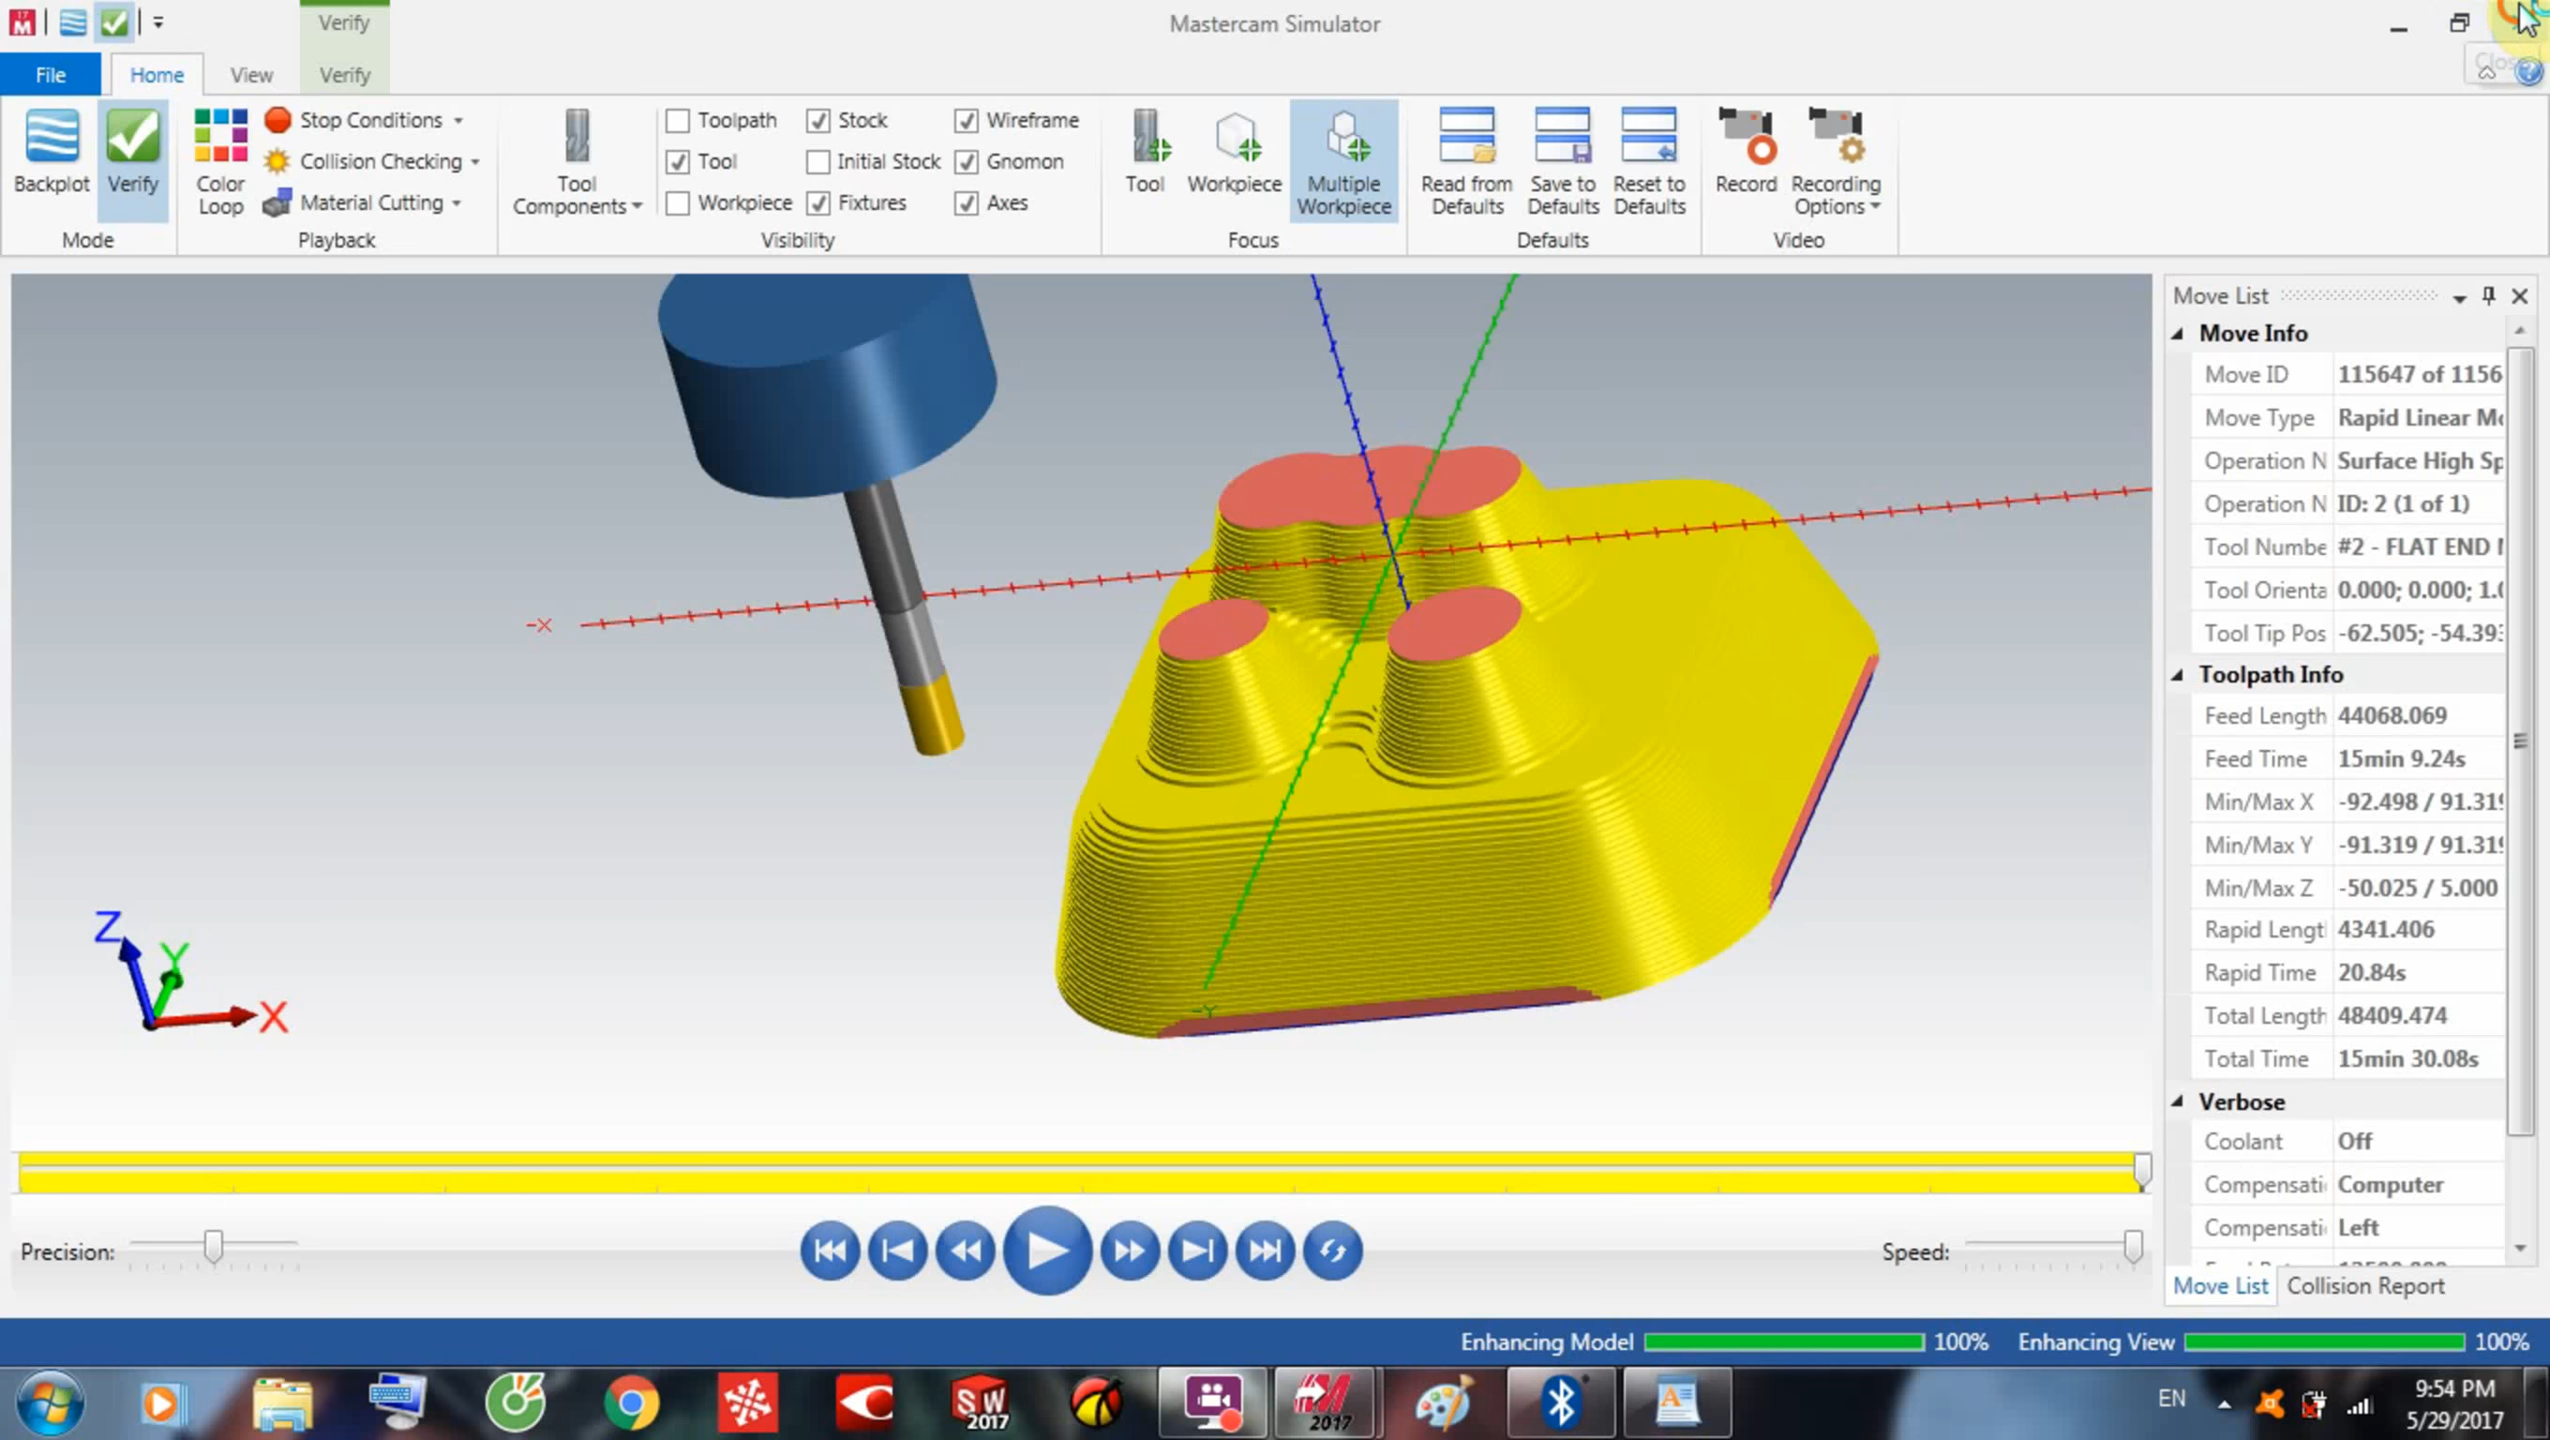 Verify
Mastercam Simulator
File
Home
View
Verify
Backplot
Verify
Mode
Color Loop
Stop Conditions
Collision Checking
Material Cutting
Playback
Tool Components
Toolpath
Stock
Wireframe
Tool
Initial Stock
Gnomon
Workpiece
Fixtures
Axes
Visibility
Tool
Workpiece
Multiple Workpiece
Focus
Read from Defaults
Save to Defaults
Reset to Defaults
Defaults
Record
Recording Options
Video
-X
-Y
Z
Y
X
Move List
Move Info
Move ID 115647 of 1156
Move Type Rapid Linear Mo
Operation N Surface High Sp
Operation N ID: 2 (1 of 1)
Tool Numbe #2 - FLAT END
Tool Orienta 0.000; 0.000; 1.0
Tool Tip Pos -62.505; -54.393
Toolpath Info
Feed Length 44068.069
Feed Time 15min 9.24s
Min/Max X -92.498 / 91.319
Min/Max Y -91.319 / 91.319
Min/Max Z -50.025 / 5.000
Rapid Lengt 4341.406
Rapid Time 20.84s
Total Length 48409.474
Total Time 15min 30.08s
Verbose
Coolant Off
Compensati Computer
Compensati Left
Move List
Collision Report
Precision:
Speed:
Enhancing Model 100%
Enhancing View 100%
SW 2017
2017
EN
9:54 PM
5/29/2017